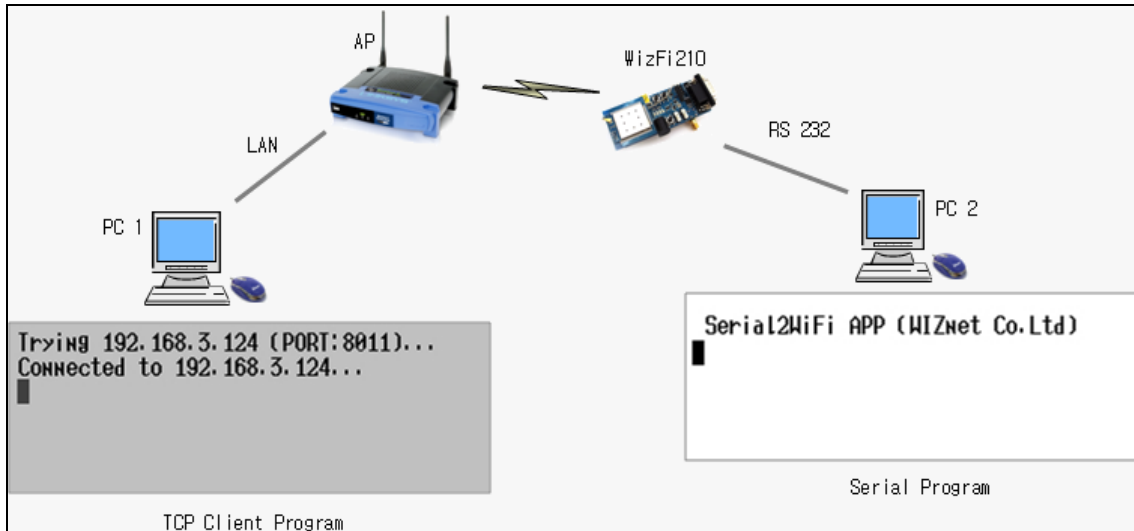 AP
WizFi210
LAN
RS 232
PC 1
PC 2
Trying 192.168.3.124 (PORT:8011)...
Connected to 192.168.3.124...
Serial2WiFi APP (WIZnet Co.Ltd)
Serial Program
TCP Client Program